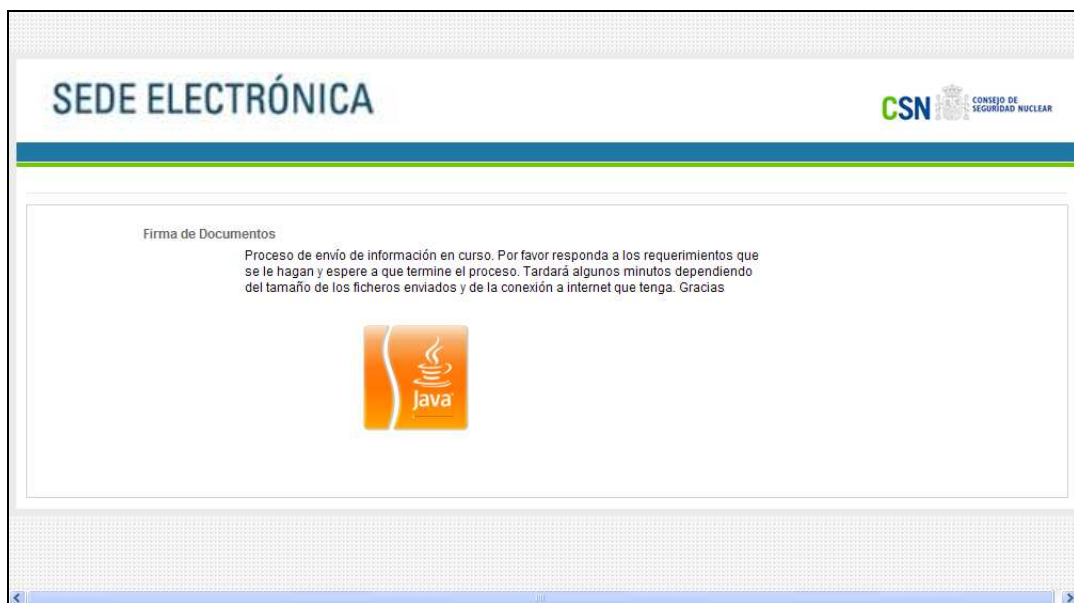 SEDE ELECTRÓNICA
CSN
CONSEJO DE
SEGURIDAD NUCLEAR
Firma de Documentos
Proceso de envío de información en curso. Por favor responda a los requerimientos que
se le hagan y espere a que termine el proceso. Tardará algunos minutos dependiendo
del tamaño de los ficheros enviados y de la conexión a internet que tenga. Gracias
Java